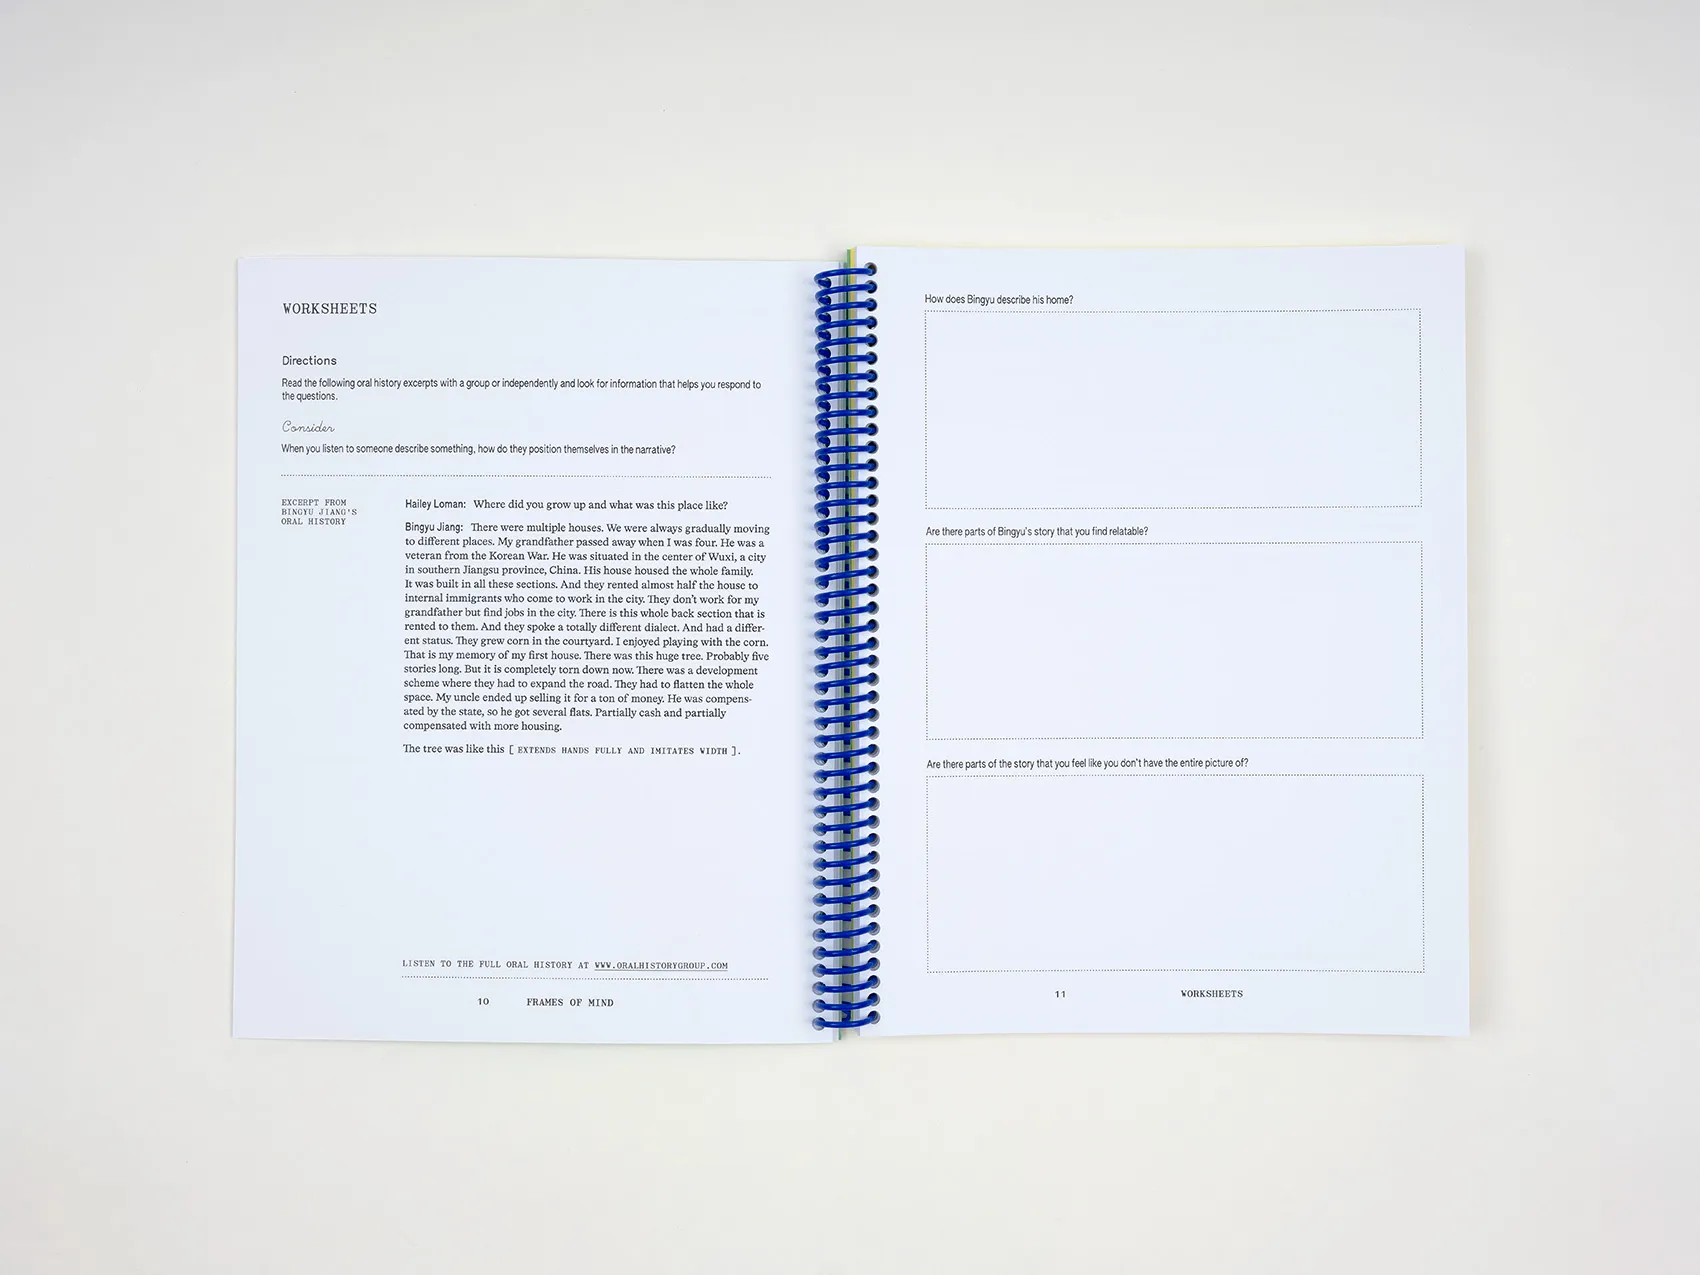 WORKSHEETS
Directions
Read the following oral history excerpts with a group or independently and look for information that helps you respond to
the questions.
Consider
When you listen to someone describe something, how do they position themselves in the narrative?
EXCERPT FROM
BINGYU JIANG'S
ORAL HISTORY
Hailey Loman: Where did you grow up and what was this place like?
Bingyu Jiang: There were multiple houses. We were always gradually moving
to different places. My grandfather passed away when I was four. He was a
veteran from the Korean War. He was situated in the center of Wuxi, a city
in southern Jiangsu province, China. His house housed the whole family.
It was built in all these sections. And they rented almost half the house to
internal immigrants who come to work in the city. They don't work for my
grandfather but find jobs in the city. There is this whole back section that is
rented to them. And they spoke a totally different dialect. And had a differ-
ent status. They grew corn in the courtyard. I enjoyed playing with the corn.
That is my memory of my first house. There was this huge tree. Probably five
stories long. But it is completely torn down now. There was a development
scheme where they had to expand the road. They had to flatten the whole
space. My uncle ended up selling it for a ton of money. He was compens-
ated by the state, so he got several flats. Partially cash and partially
compensated with more housing.
The tree was like this [ EXTENDS HANDS FULLY AND IMITATES WIDTH ].
LISTEN TO THE FULL ORAL HISTORY AT WWW.ORALHISTORYGROUP.COM
10 FRAMES OF MIND
How does Bingyu describe his home?
Are there parts of Bingyu's story that you find relatable?
Are there parts of the story that you feel like you don't have the entire picture of?
11 WORKSHEETS